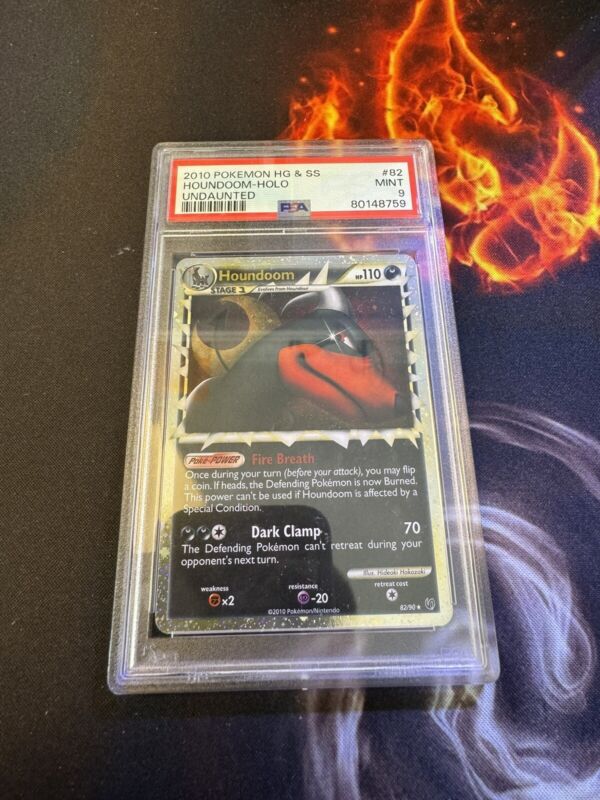 2010 POKEMON HG & SS #82
HOUNDOOM-HOLO MINT
UNDAUNTED 9
PSA 80148759
Houndoom HP110
STAGE 1 Evolves from Houndour
Poké-POWER Fire Breath
Once during your turn (before your attack), you may flip
a coin. If heads, the Defending Pokémon is now Burned.
This power can't be used if Houndoom is affected by a
Special Condition.
Dark Clamp 70
The Defending Pokémon can't retreat during your
opponent's next turn.
Illus. Hideaki Hakozaki
weakness resistance retreat cost
x2 -20
©2010 Pokémon/Nintendo 82/90 ★